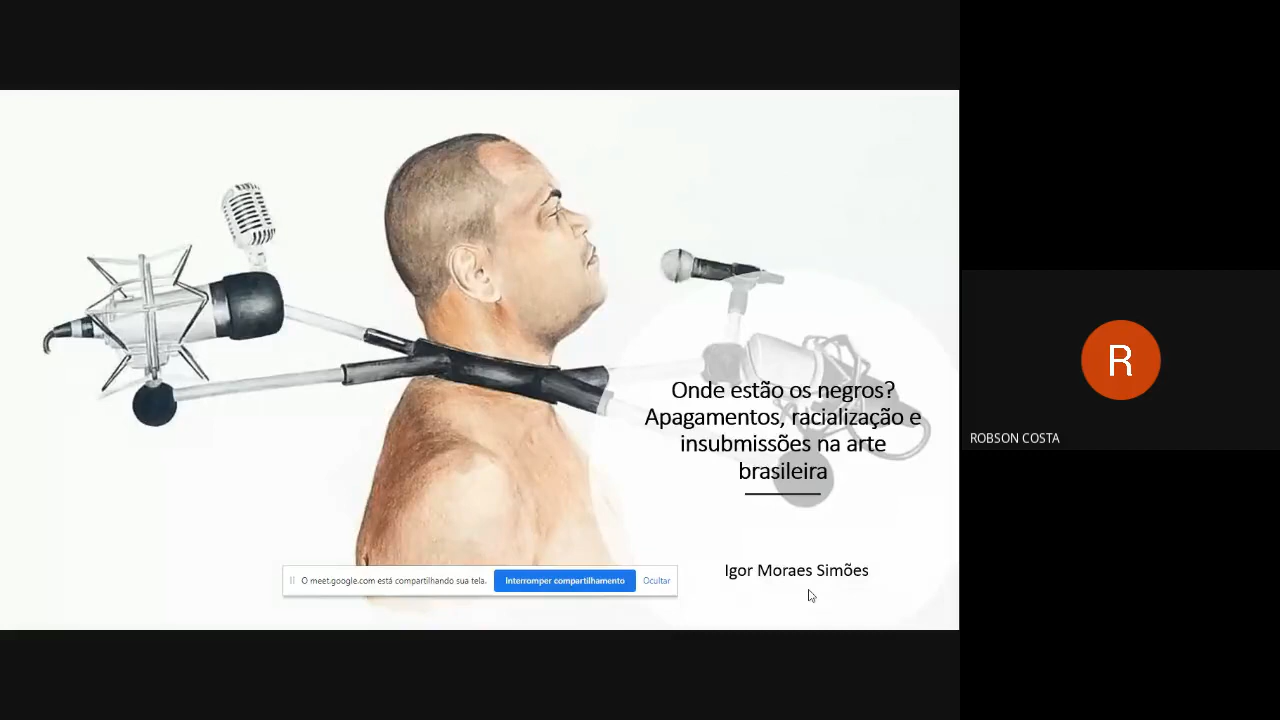 Onde estão os negros?
Apagamentos, racialização e
insubmissões na arte
brasileira
Igor Moraes Simões
O meet.google.com está compartilhando sua tela. Interromper compartilhamento Ocultar
R
ROBSON COSTA